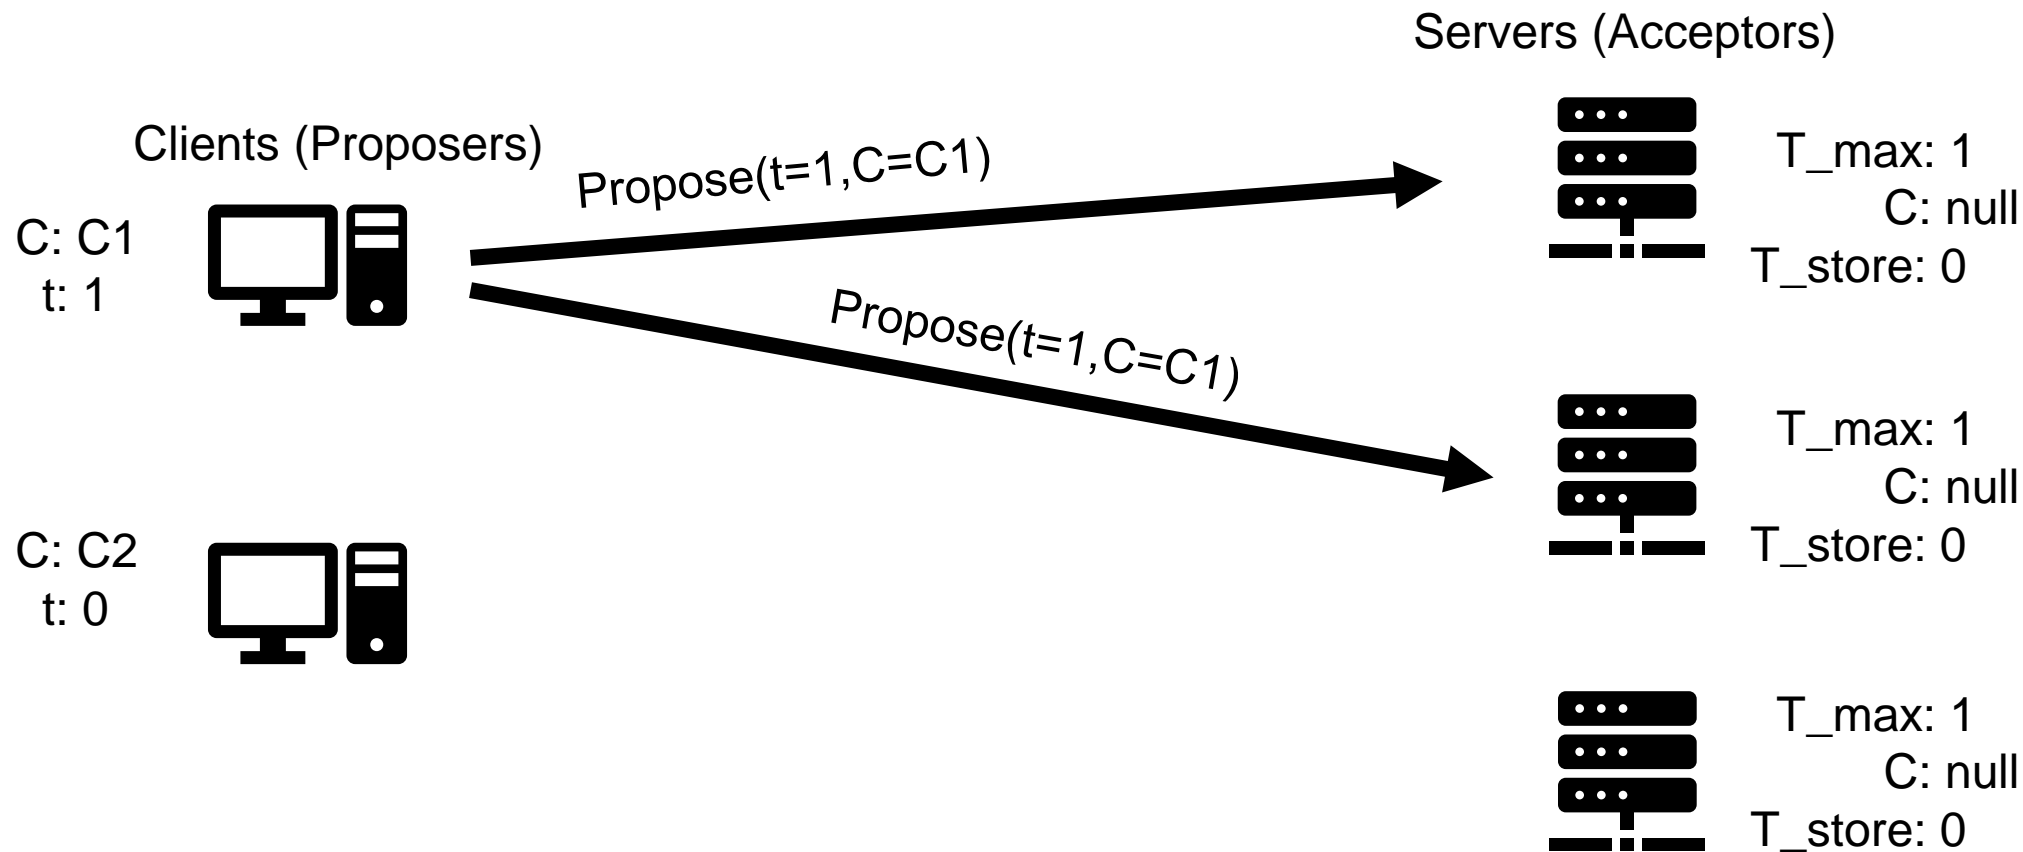 Servers (Acceptors)
Clients (Proposers)
Propose(t=1,C=C1)
T_max: 1
C: null
T_store: 0
C: C1
t: 1
Propose(t=1,C=C1)
T_max: 1
C: null
T_store: 0
C: C2
t: 0
T_max: 1
C: null
T_store: 0